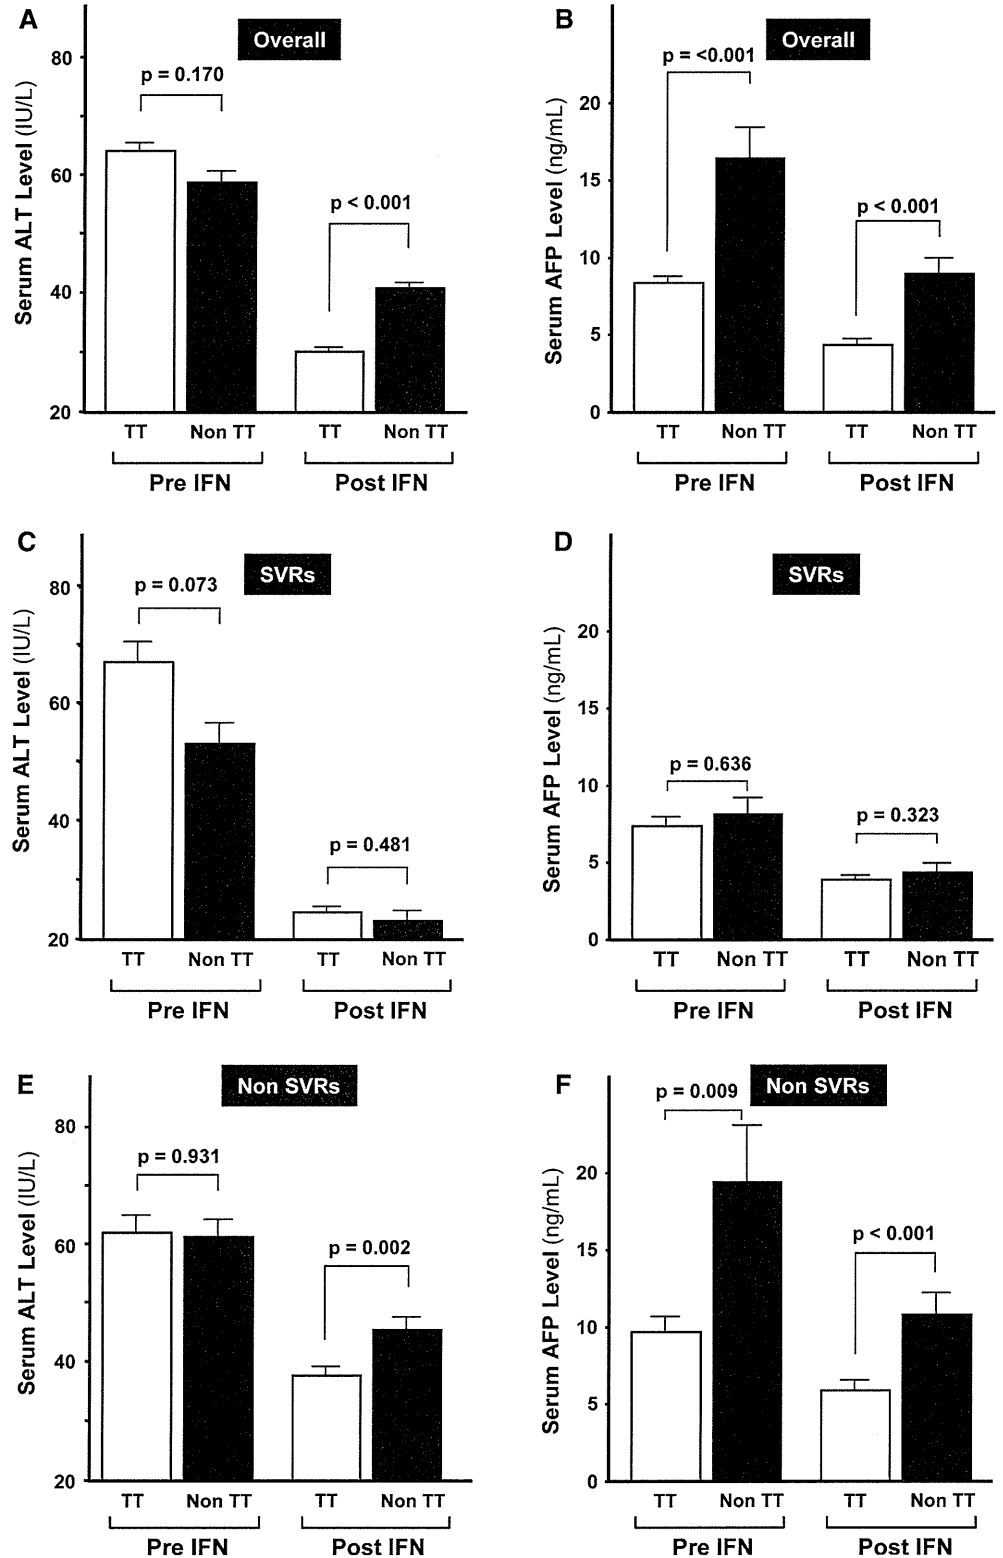 A
Overall
Serum ALT Level (IU/L)
80
60
40
20
p = 0.170
p < 0.001
TT
Non TT
TT
Non TT
Pre IFN
Post IFN
B
Overall
Serum AFP Level (ng/mL)
20
15
10
5
0
p = <0.001
p < 0.001
TT
Non TT
TT
Non TT
Pre IFN
Post IFN
C
SVRs
Serum ALT Level (IU/L)
80
60
40
20
p = 0.073
p = 0.481
TT
Non TT
TT
Non TT
Pre IFN
Post IFN
D
SVRs
Serum AFP Level (ng/mL)
20
15
10
5
0
p = 0.636
p = 0.323
TT
Non TT
TT
Non TT
Pre IFN
Post IFN
E
Non SVRs
Serum ALT Level (IU/L)
80
60
40
20
p = 0.931
p = 0.002
TT
Non TT
TT
Non TT
Pre IFN
Post IFN
F
Non SVRs
Serum AFP Level (ng/mL)
20
15
10
5
0
p = 0.009
p < 0.001
TT
Non TT
TT
Non TT
Pre IFN
Post IFN